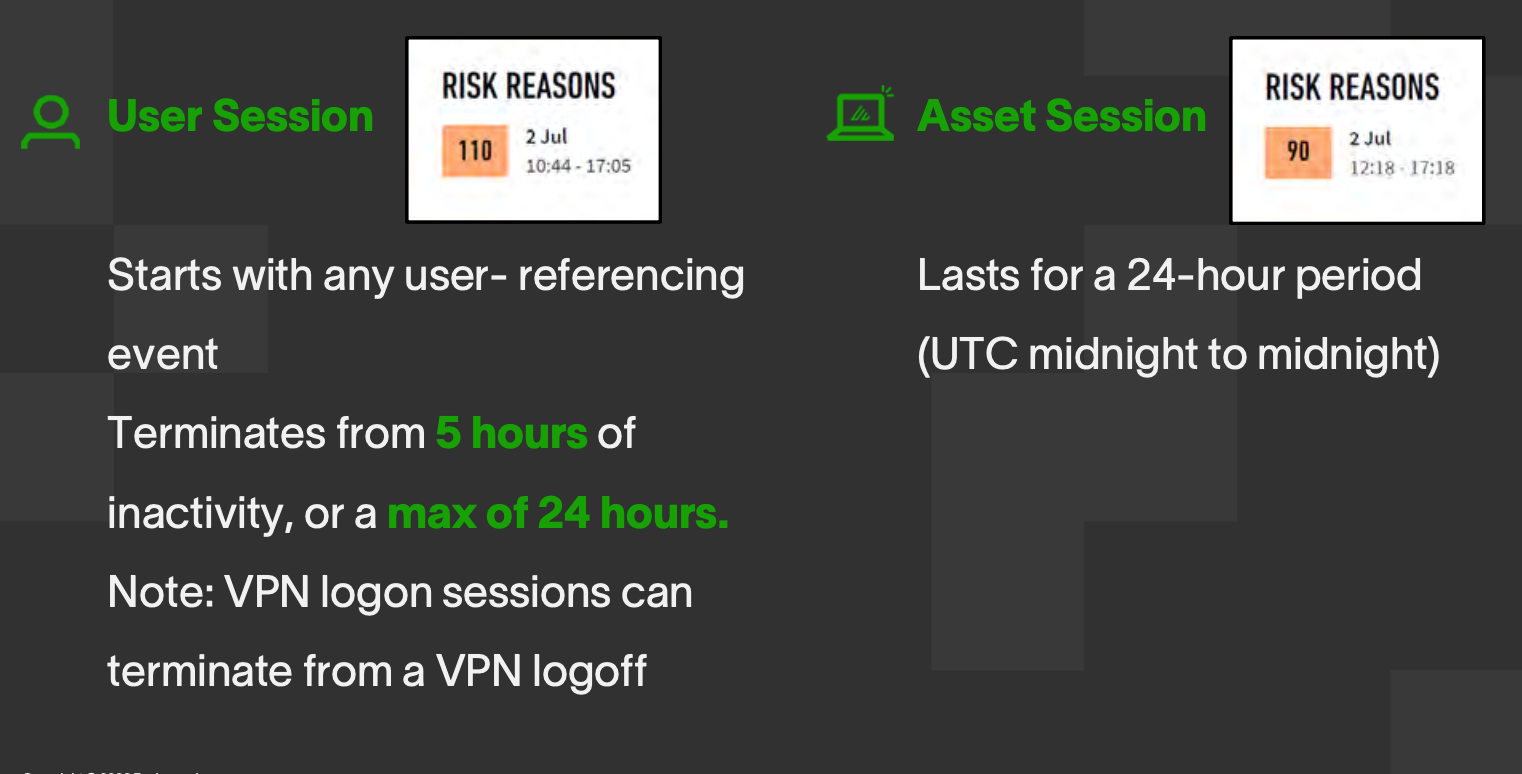 User Session
RISK REASONS
110
2 Jul
10:44 - 17:05
Starts with any user- referencing
event
Terminates from 5 hours of
inactivity, or a max of 24 hours.
Note: VPN logon sessions can
terminate from a VPN logoff
Asset Session
RISK REASONS
90
2 Jul
12:18 - 17:18
Lasts for a 24-hour period
(UTC midnight to midnight)